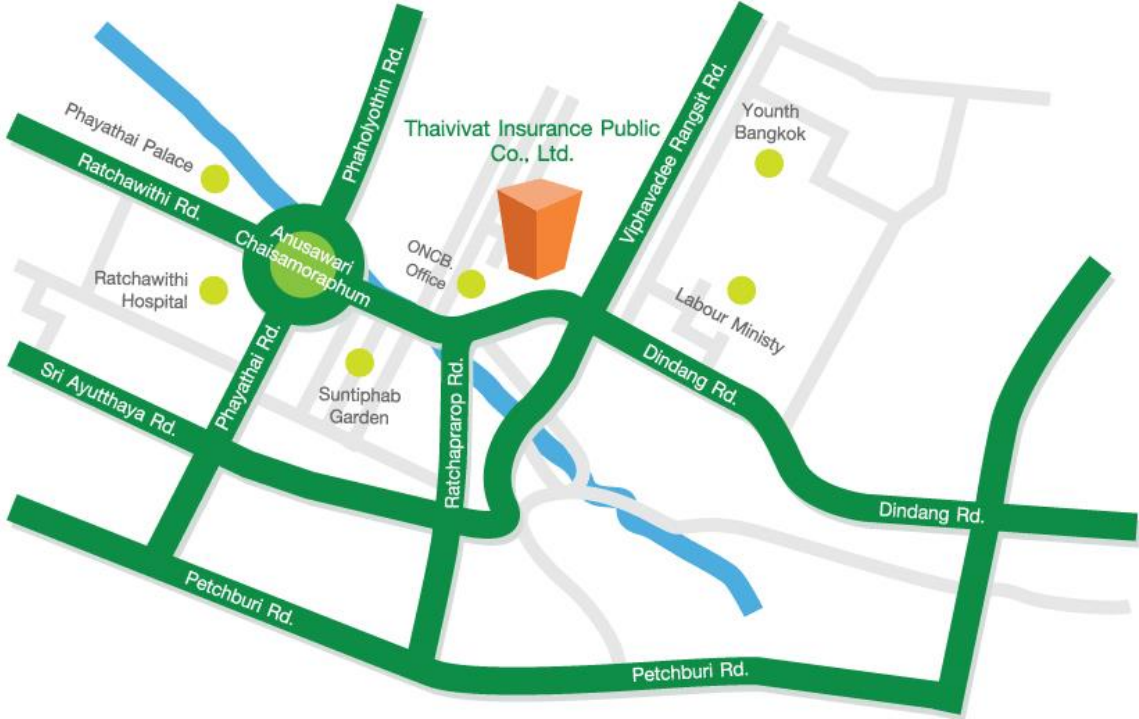 Phaholyothin Rd.
Viphavadee Rangsit Rd.
Phayathai Palace
Thaivivat Insurance Public
Co., Ltd.
Younth
Bangkok
Ratchawithi Rd.
Anusawari
Chaisamoraphum
ONCB.
Office
Ratchawithi
Hospital
Labour Ministy
Phayathai Rd.
Dindang Rd.
Sri Ayutthaya Rd.
Suntiphab
Garden
Ratchaprarop Rd.
Dindang Rd.
Petchburi Rd.
Petchburi Rd.